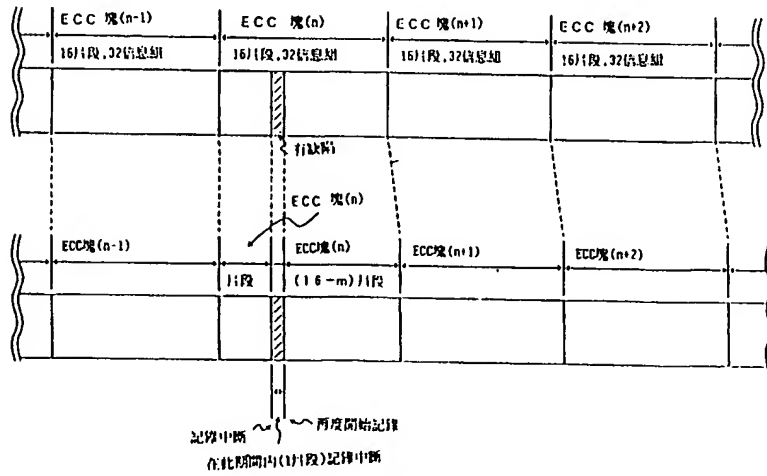 ECC 塊(n-1)
ECC 塊(n)
ECC 塊(n+1)
ECC 塊(n+2)
16片段,32信息組
16片段,32信息組
16片段,32信息組
16片段,32信息組
有缺陷
ECC 塊(n)
ECC塊(n-1)
ECC塊(n)
ECC塊(n+1)
ECC塊(n+2)
片段
(16-m)片段
記錄中斷
再度開始記錄
在此期間內(1片段)記錄中斷